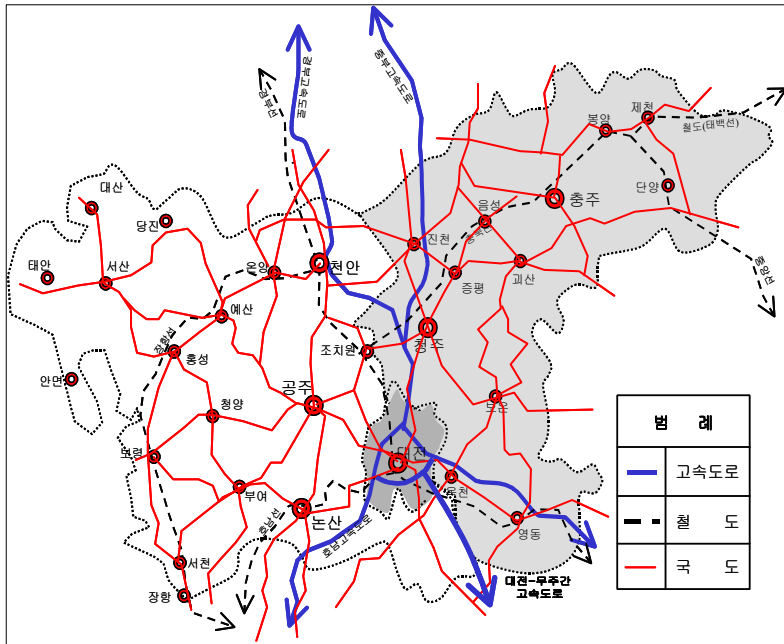 경부선
경부고속도로
중부고속도로
제천
봉양
철도(태백선)
단양
대산
당진
음성
충주
충북선
진천
태안
서산
온양
천안
괴산
증평
중앙선
예산
장항선
홍성
조치원
청주
안면
공주
청양
보은
범 례
대전
고속도로
보령
부여
옥천
철 도
논산
호남선
호남고속도로
영동
국 도
서천
대전-무주간
고속도로
장항